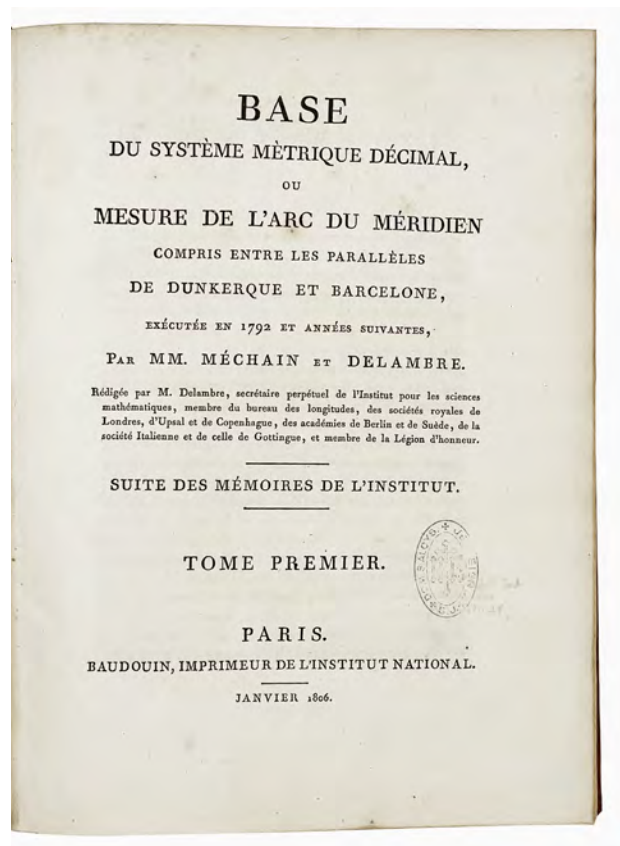 BASE
DU SYSTÈME MÈTRIQUE DÉCIMAL,
OU
MESURE DE L'ARC DU MÉRIDIEN
COMPRIS ENTRE LES PARALLÈLES
DE DUNKERQUE ET BARCELONE,
EXÉCUTÉE EN 1792 ET ANNÉES SUIVANTES,
PAR MM. MÉCHAIN ET DELAMBRE.
Rédigée par M. Delambre, secrétaire perpétuel de l'Institut pour les sciences
mathématiques, membre du bureau des longitudes, des sociétés royales de
Londres, d'Upsal et de Copenhague, des académies de Berlin et de Suède, de la
société Italienne et de celle de Gottingue, et membre de la Légion d'honneur.
SUITE DES MÉMOIRES DE L'INSTITUT.
TOME PREMIER.
PARIS.
BAUDOUIN, IMPRIMEUR DE L'INSTITUT NATIONAL.
JANVIER 1806.